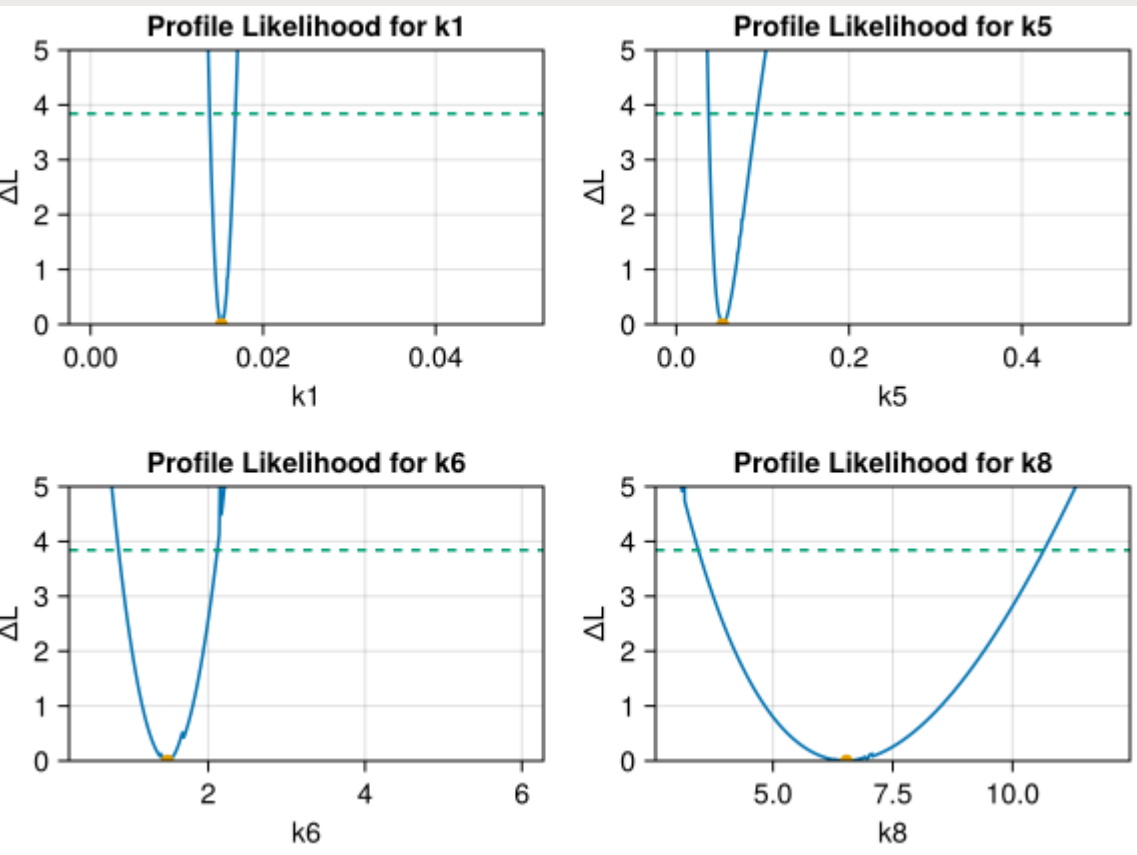 Profile Likelihood for k1
5
4
3
2
1
0
ΔL
0.00 0.02 0.04
k1
Profile Likelihood for k5
5
4
3
2
1
0
ΔL
0.0 0.2 0.4
k5
Profile Likelihood for k6
5
4
3
2
1
0
ΔL
2 4 6
k6
Profile Likelihood for k8
5
4
3
2
1
0
ΔL
5.0 7.5 10.0
k8